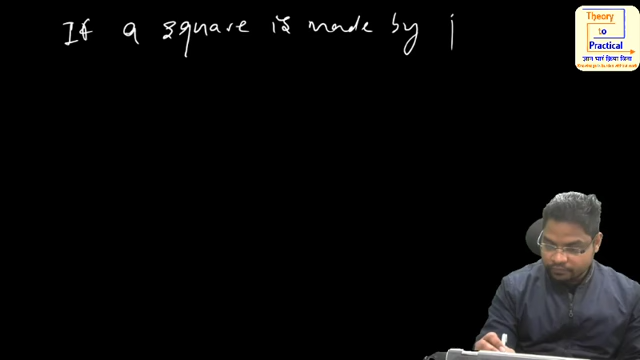 If a square is made by j
Theory
to
Practical
ज्ञान भारं क्रिया विना